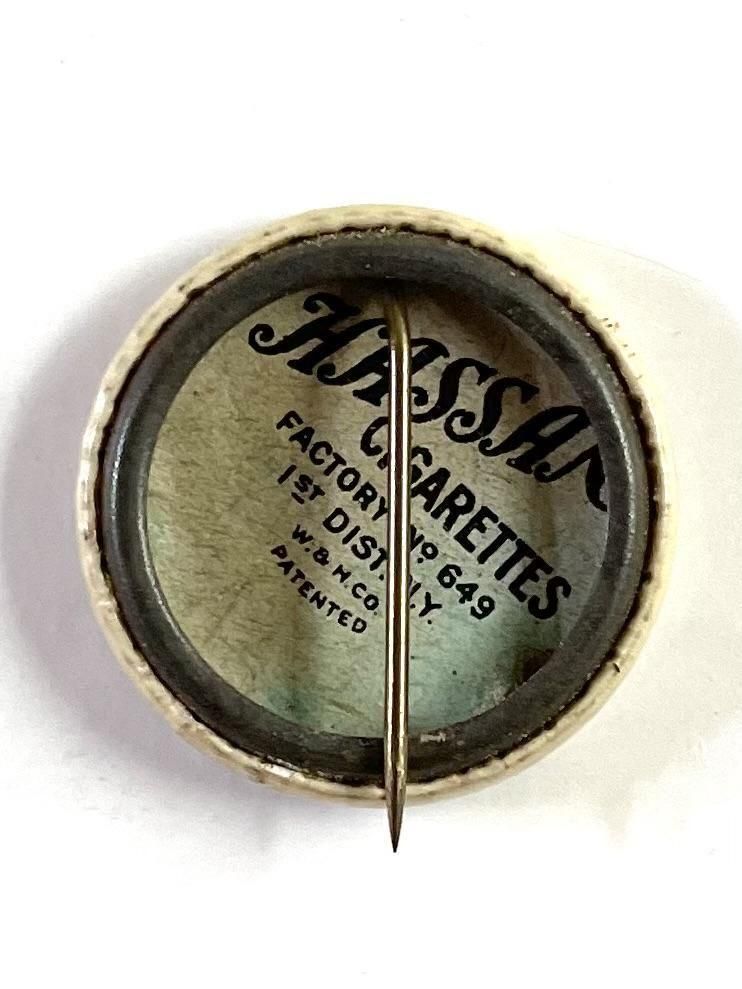 HASSAN
CIGARETTES
FACTORY Nº 649
1ST DIST. N.Y.
W. & H. CO.
PATENTED